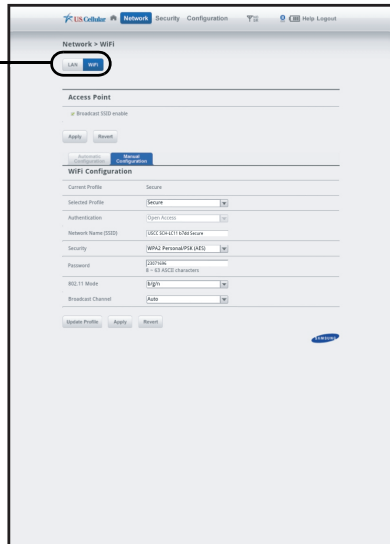 US Cellular Network Security Configuration Help Logout
Network > WiFi
LAN WiFi
Access Point
Broadcast SSID enable
Apply Revert
Automatic Configuration Manual Configuration
WiFi Configuration
Current Profile Secure
Selected Profile Secure
Authentication Open Access
Network Name (SSID) USCC SCH-LC11 b7dd Secure
Security WPA2 Personal/PSK (AES)
Password 23971696
8 ~ 63 ASCII characters
802.11 Mode b/g/n
Broadcast Channel Auto
Update Profile Apply Revert
SAMSUNG